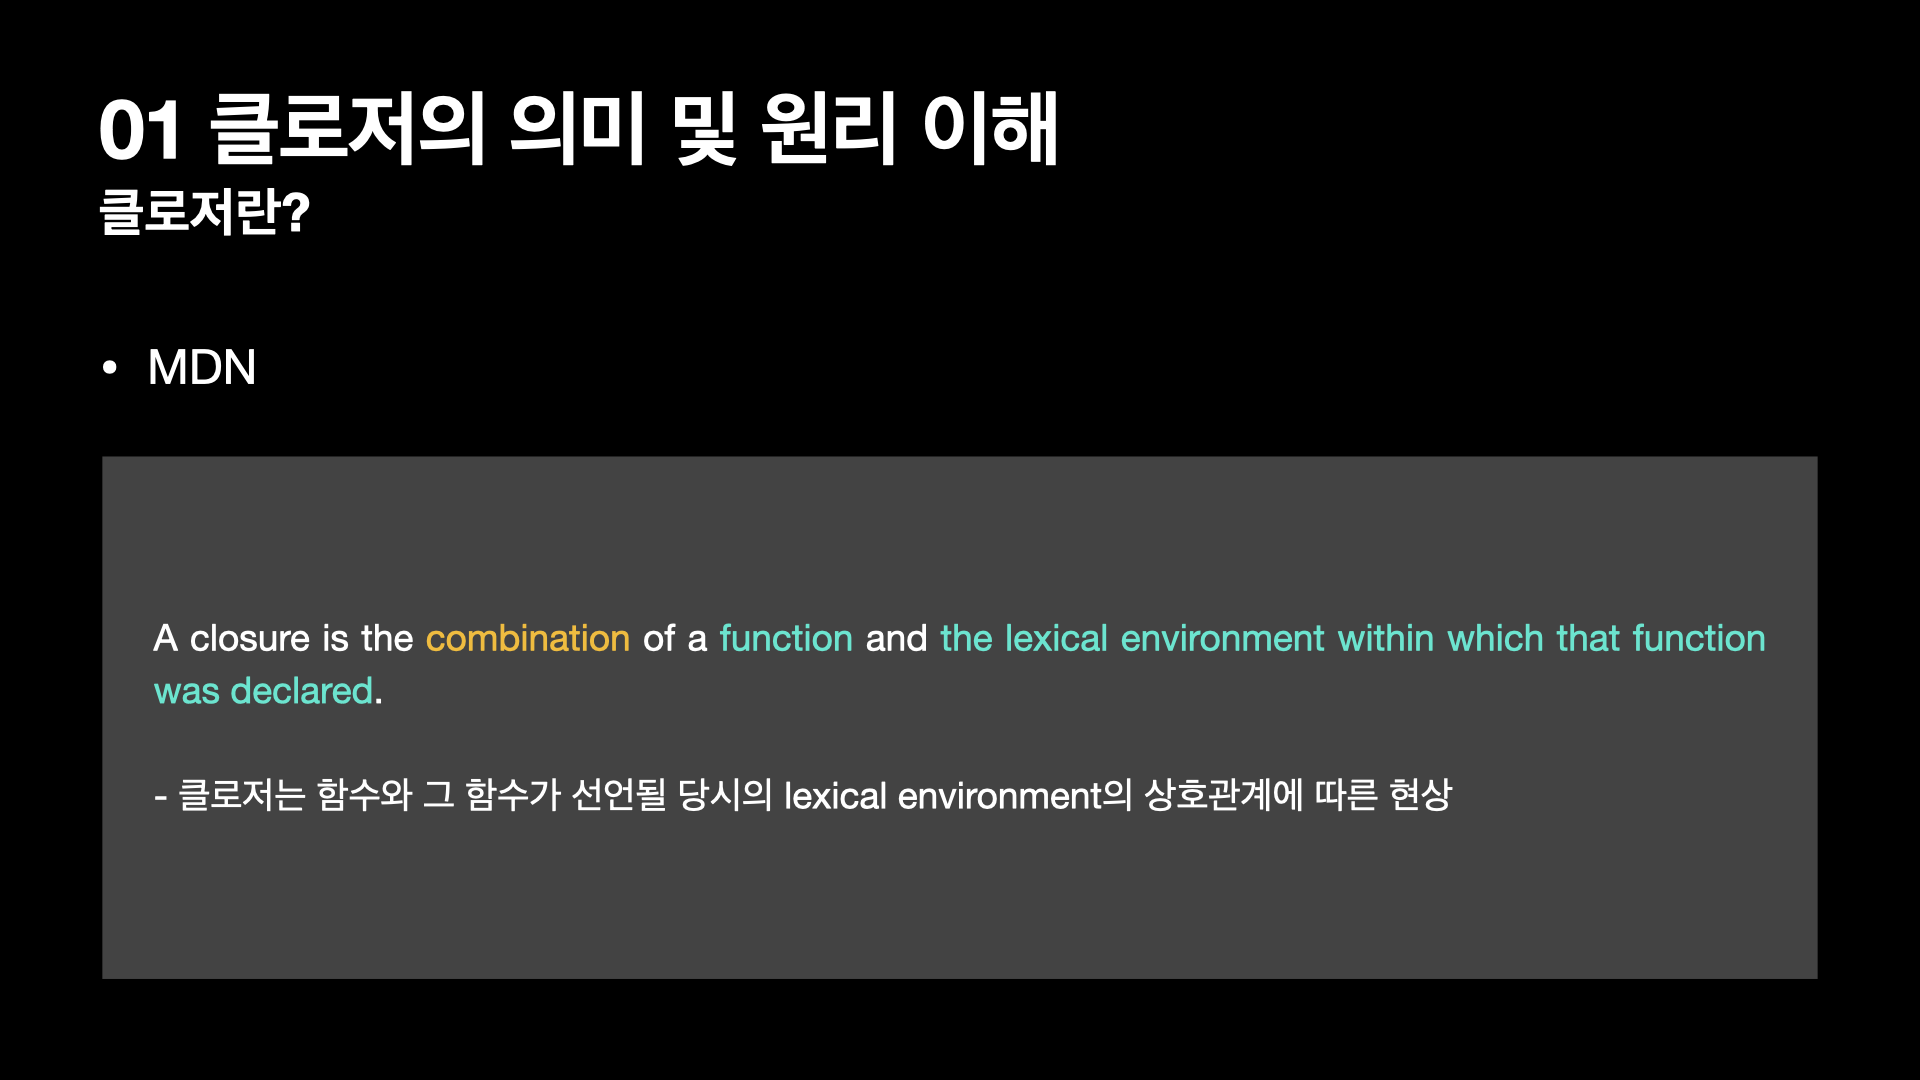 01 클로저의 의미 및 원리 이해
클로저란?
• MDN
A closure is the combination of a function and the lexical environment within which that function
was declared.
- 클로저는 함수와 그 함수가 선언될 당시의 lexical environment의 상호관계에 따른 현상